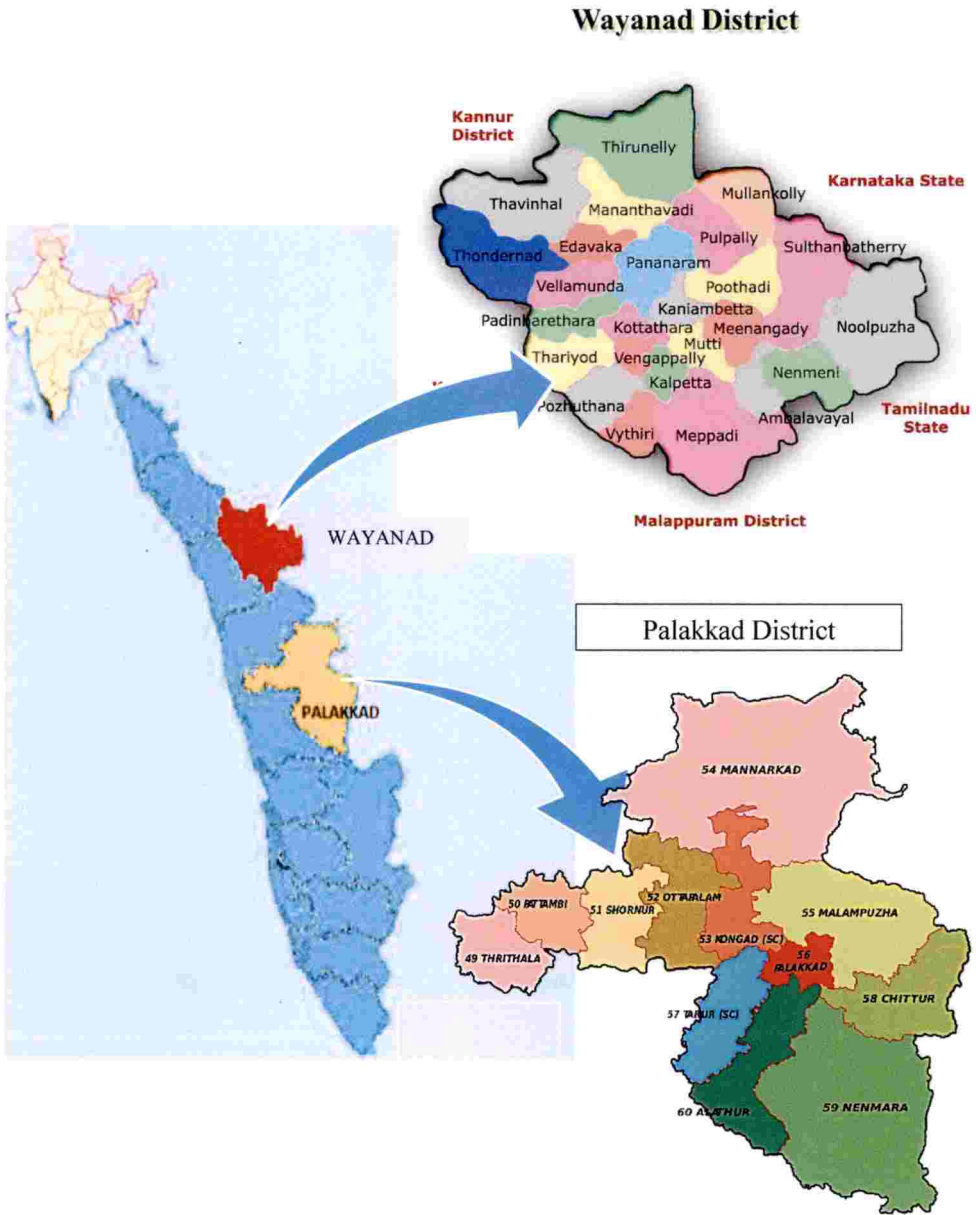 Wayanad District
Kannur
District
Thirunelly
Karnataka State
Mullankolly
Thavinhal
Mananthavadi
Pulpally
Sulthanbatherry
Edavaka
Thondernad
Pananaram
Vellamunda
Poothadi
Kaniambetta
Padinharethara
Kottathara
Meenangady
Noolpuzha
Mutti
Thariyod
Vengappally
Nenmeni
Kalpetta
Pozhuthana
Ambalavayal
Tamilnadu
State
Vythiri
Meppadi
Malappuram District
WAYANAD
Palakkad District
PALAKKAD
54 MANNARKAD
50 PATTAMBI
51 SHORNUR
52 OTTAPALAM
55 MALAMPUZHA
53 KONGAD (SC)
49 THRITHALA
56
PALAKKAD
58 CHITTUR
57 TARUR (SC)
59 NENMARA
60 ALATHUR